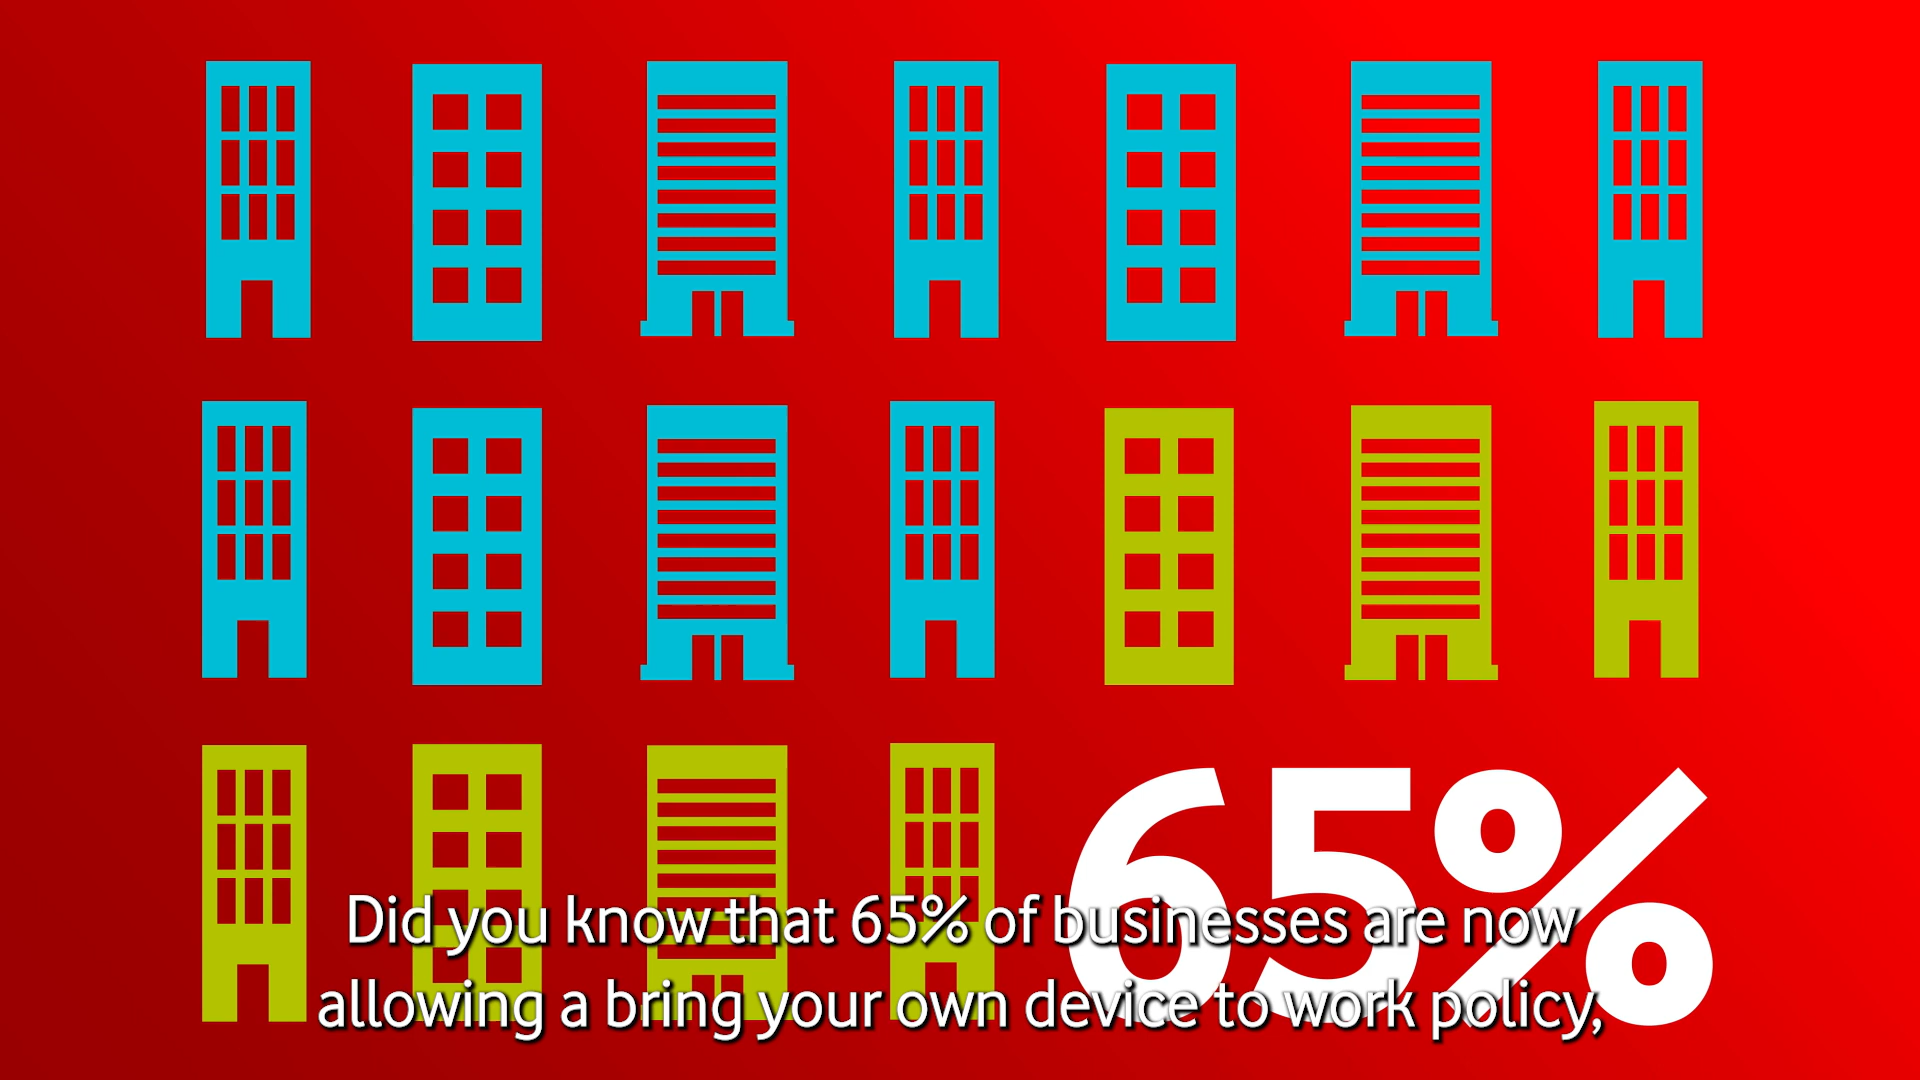 65%
Did you know that 65% of businesses are now
allowing a bring your own device to work policy,